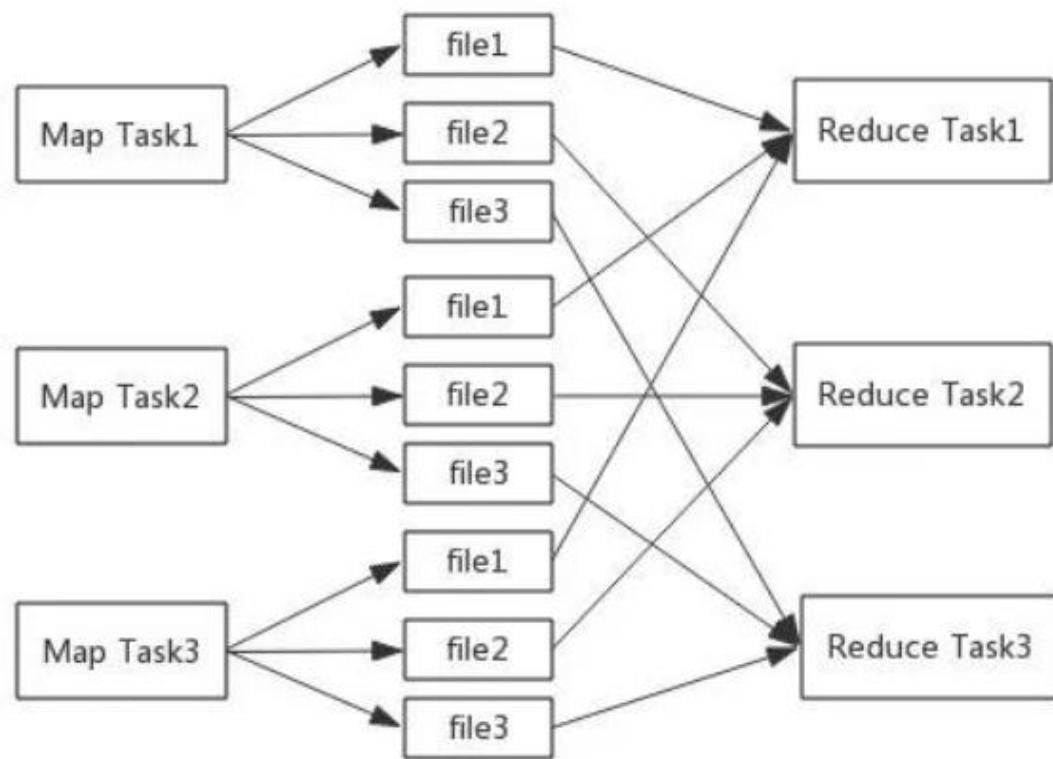 Map Task1
file1
file2
file3
Reduce Task1
Map Task2
file1
file2
file3
Reduce Task2
Map Task3
file1
file2
file3
Reduce Task3